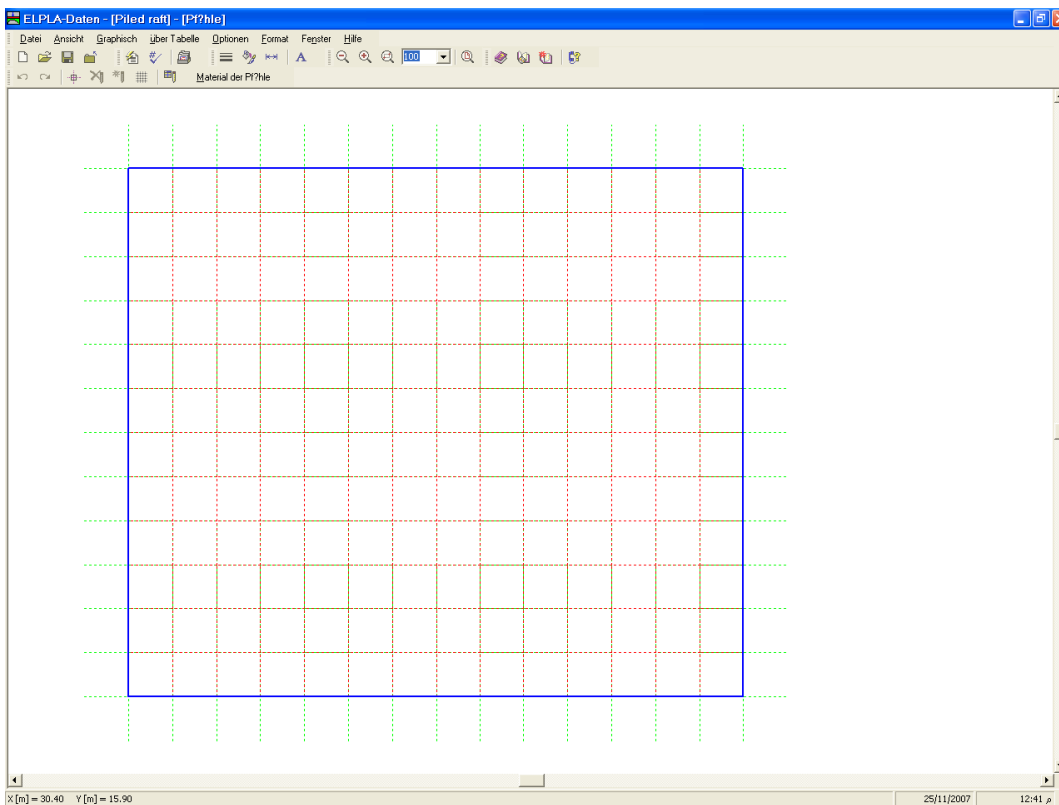 ELPLA-Daten - [Piled raft] - [Pf?hle]
Datei Ansicht Graphisch über Tabelle Optionen Format Fenster Hilfe
A 100
Material der Pf?hle
X [m] = 30.40 Y [m] = 15.90 25/11/2007 12:41 م